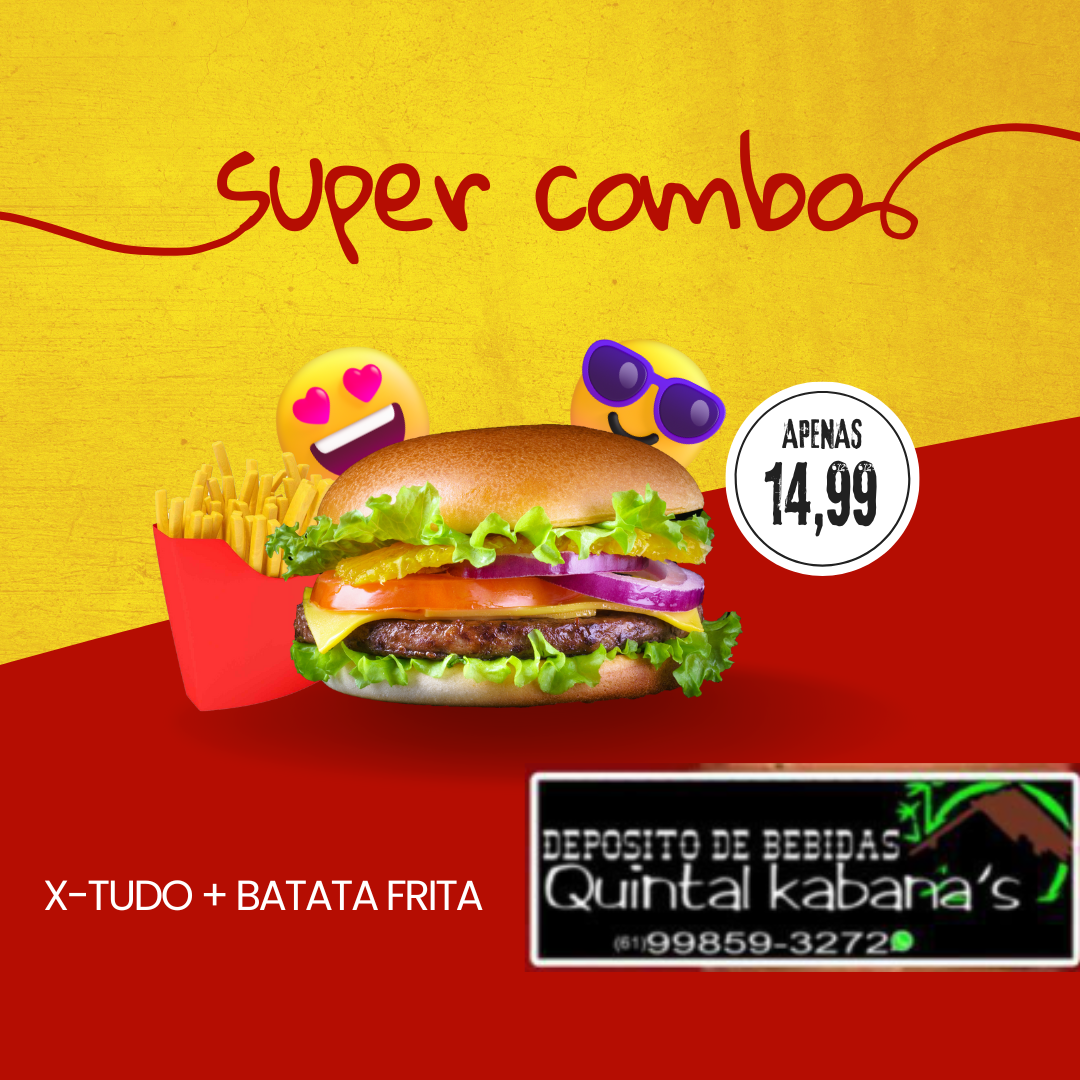 super combo
APENAS
14,99
X-TUDO + BATATA FRITA
DEPOSITO DE BEBIDAS
Quintal kabana's
(61)99859-3272